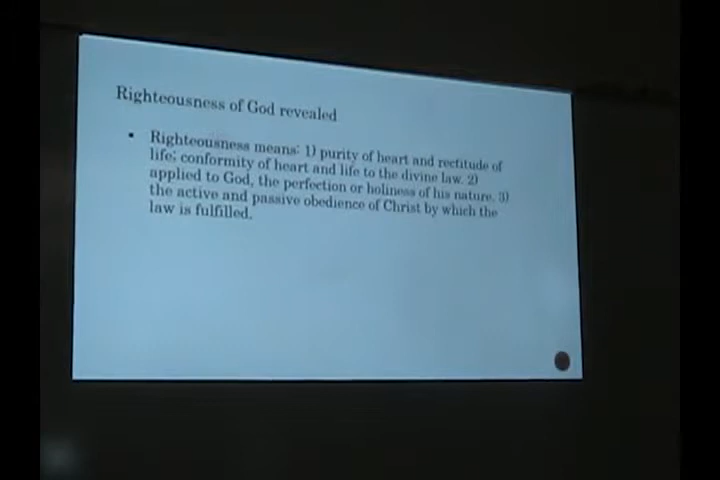 Righteousness of God revealed
▪ Righteousness means: 1) purity of heart and rectitude of
life; conformity of heart and life to the divine law. 2)
applied to God, the perfection or holiness of his nature. 3)
the active and passive obedience of Christ by which the
law is fulfilled.